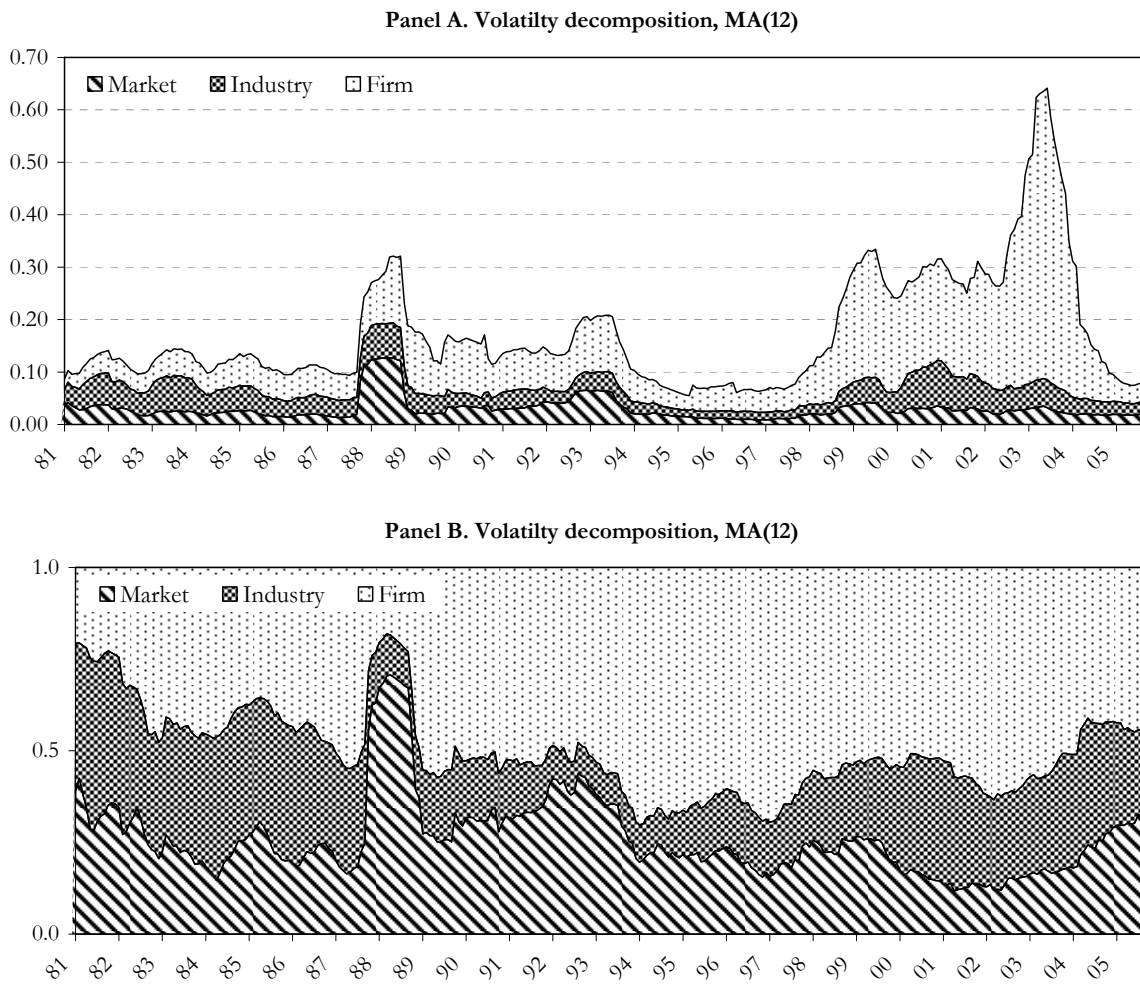 Panel A. Volatilty decomposition, MA(12)
0.70
Market Industry Firm
0.60
0.50
0.40
0.30
0.20
0.10
0.00
81 82 83 84 85 86 87 88 89 90 91 92 93 94 95 96 97 98 99 00 01 02 03 04 05
Panel B. Volatilty decomposition, MA(12)
1.0
Market Industry Firm
0.5
0.0
81 82 83 84 85 86 87 88 89 90 91 92 93 94 95 96 97 98 99 00 01 02 03 04 05